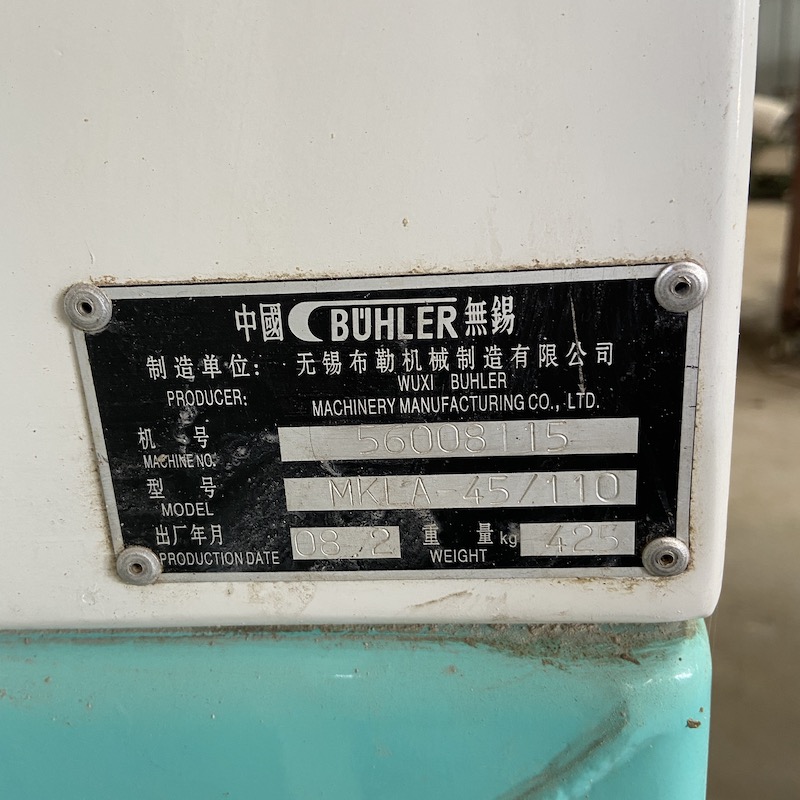 中國 BÜHLER 無錫
制造单位: 无锡布勒机械制造有限公司
WUXI BUHLER
PRODUCER: MACHINERY MANUFACTURING CO., LTD.
机 号 56008115
MACHINE NO.
型 号 MKLA-45/110
MODEL
出厂年月 08.2 重 量 kg 425
PRODUCTION DATE WEIGHT